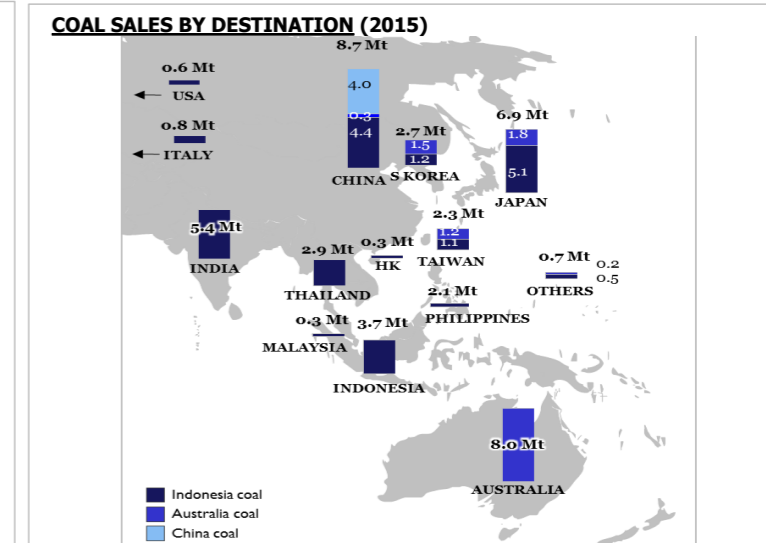 COAL SALES BY DESTINATION (2015)
8.7 Mt
4.0
0.3
4.4
CHINA
0.6 Mt
USA
0.8 Mt
ITALY
2.7 Mt
1.5
1.2
S KOREA
6.9 Mt
1.8
5.1
JAPAN
5.4 Mt
INDIA
2.9 Mt
THAILAND
0.3 Mt
HK
2.3 Mt
1.2
1.1
TAIWAN
0.7 Mt
0.2
0.5
OTHERS
2.1 Mt
PHILIPPINES
0.3 Mt
MALAYSIA
3.7 Mt
INDONESIA
8.0 Mt
AUSTRALIA
Indonesia coal
Australia coal
China coal